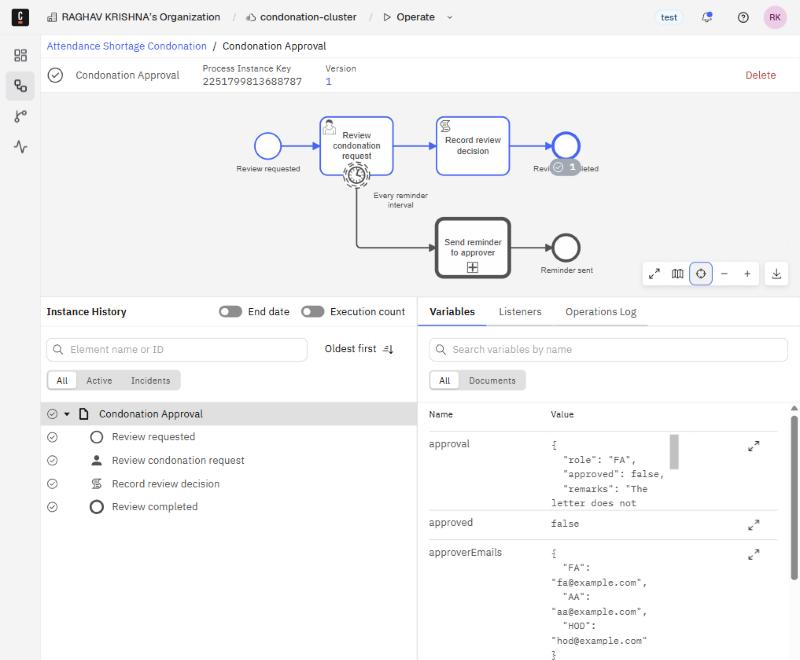 RAGHAV KRISHNA's Organization / condonation-cluster / Operate
test
RK
Attendance Shortage Condonation / Condonation Approval
Condonation Approval
Process Instance Key
2251799813688787
Version
1
Delete
Review requested
Review
condonation
request
Record review
decision
1
Every reminder
interval
Send reminder
to approver
Reminder sent
Instance History
End date
Execution count
Element name or ID
Oldest first
All
Active
Incidents
Condonation Approval
Review requested
Review condonation request
Record review decision
Review completed
Variables
Listeners
Operations Log
Search variables by name
All
Documents
Name
Value
approval
{
"role": "FA",
"approved": false,
"remarks": "The
letter does not
approved
false
approverEmails
{
"FA":
"fa@example.com",
"AA":
"aa@example.com",
"HOD":
"hod@example.com"
}